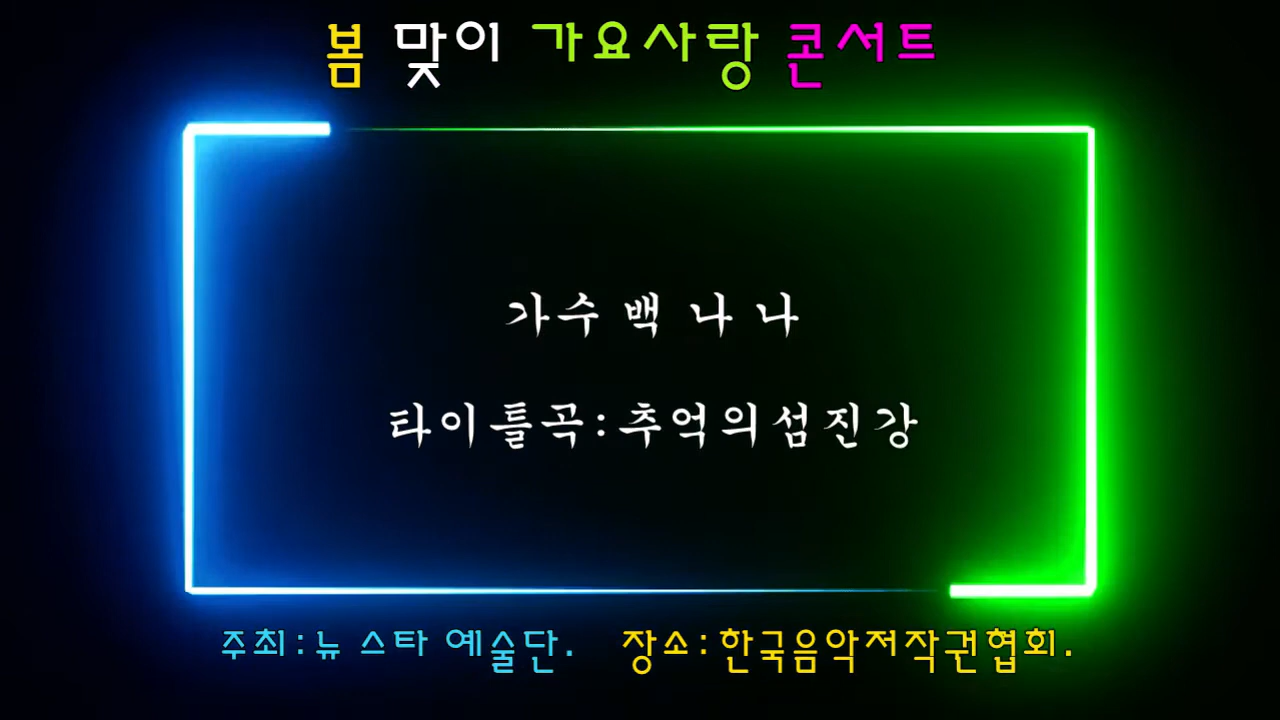 봄 맞이 가요사랑 콘서트
가수 백 나 나
타이틀곡:추억의섬진강
주최:뉴 스타 예술단. 장소:한국음악저작권협회.